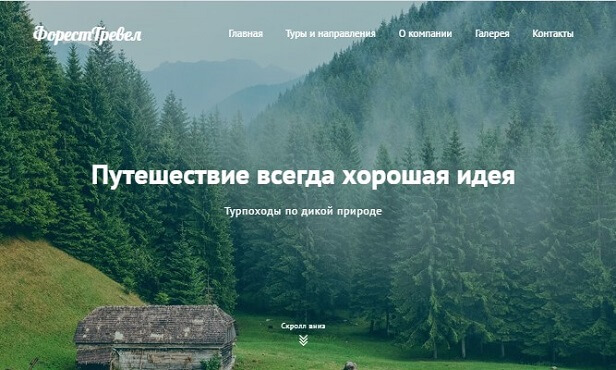 ФорестТревел
Главная Туры и направления О компании Галерея Контакты
Путешествие всегда хорошая идея
Турпоходы по дикой природе
Скролл вниз